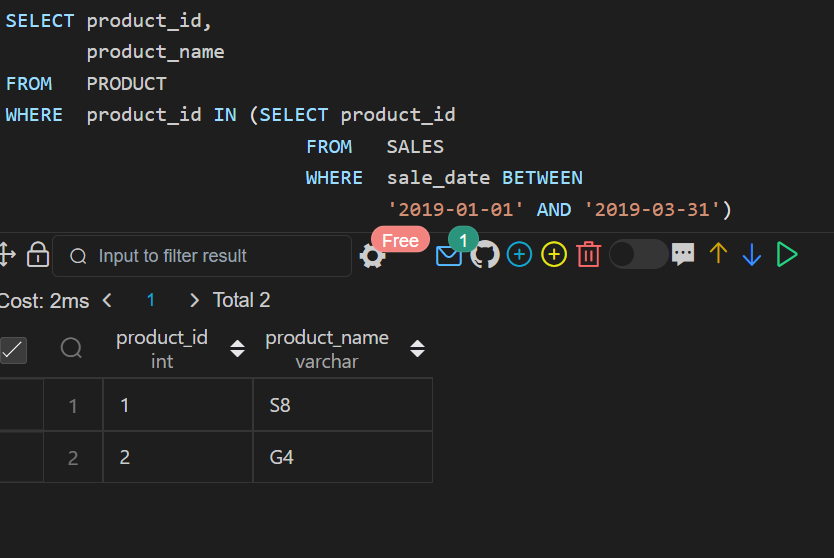 SELECT product_id,
product_name
FROM PRODUCT
WHERE product_id IN (SELECT product_id
FROM SALES
WHERE sale_date BETWEEN
'2019-01-01' AND '2019-03-31')
Input to filter result
Free
1
Cost: 2ms 1 Total 2
product_id product_name
int varchar
1 1 S8
2 2 G4